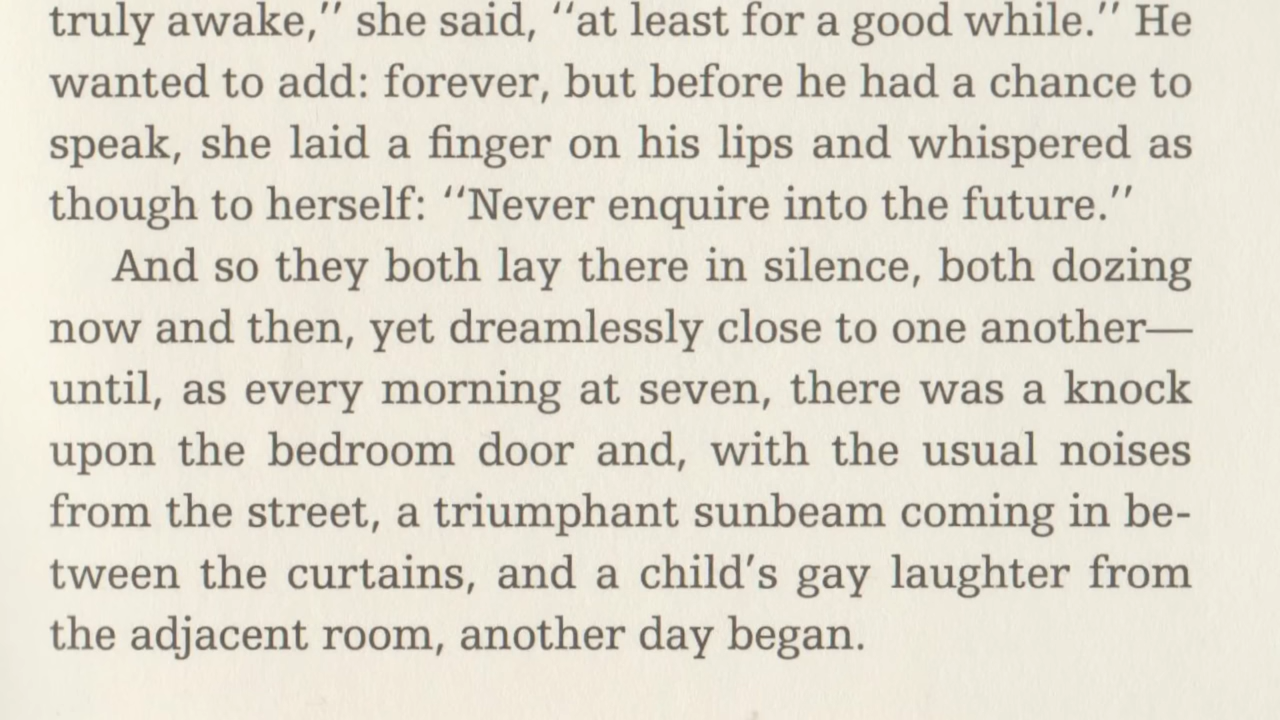 truly awake,” she said, “at least for a good while.” He
wanted to add: forever, but before he had a chance to
speak, she laid a finger on his lips and whispered as
though to herself: “Never enquire into the future.”
And so they both lay there in silence, both dozing
now and then, yet dreamlessly close to one another—
until, as every morning at seven, there was a knock
upon the bedroom door and, with the usual noises
from the street, a triumphant sunbeam coming in be-
tween the curtains, and a child’s gay laughter from
the adjacent room, another day began.